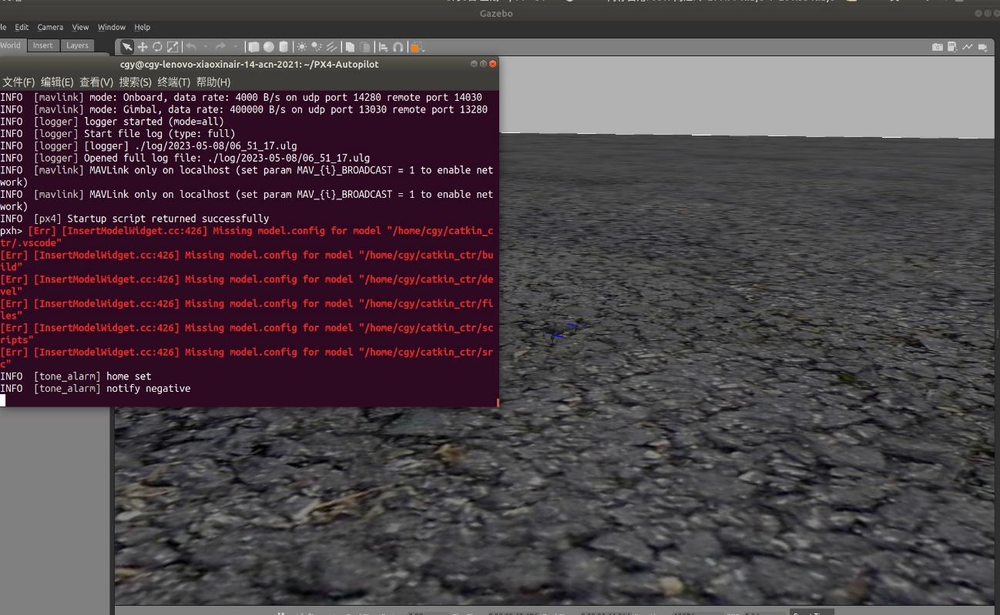 Gazebo
le Edit Camera View Window Help
World Insert Layers
cgy@cgy-lenovo-xiaoxinair-14-acn-2021: ~/PX4-Autopilot
文件(F) 编辑(E) 查看(V) 搜索(S) 终端(T) 帮助(H)
INFO [mavlink] mode: Onboard, data rate: 4000 B/s on udp port 14280 remote port 14030
INFO [mavlink] mode: Gimbal, data rate: 400000 B/s on udp port 13030 remote port 13280
INFO [logger] logger started (mode=all)
INFO [logger] Start file log (type: full)
INFO [logger] [logger] ./log/2023-05-08/06_51_17.ulg
INFO [logger] Opened full log file: ./log/2023-05-08/06_51_17.ulg
INFO [mavlink] MAVLink only on localhost (set param MAV_{i}_BROADCAST = 1 to enable net
work)
INFO [mavlink] MAVLink only on localhost (set param MAV_{i}_BROADCAST = 1 to enable net
work)
INFO [px4] Startup script returned successfully
pxh> [Err] [InsertModelWidget.cc:426] Missing model.config for model "/home/cgy/catkin_c
tr/.vscode"
[Err] [InsertModelWidget.cc:426] Missing model.config for model "/home/cgy/catkin_ctr/bu
ild"
[Err] [InsertModelWidget.cc:426] Missing model.config for model "/home/cgy/catkin_ctr/de
vel"
[Err] [InsertModelWidget.cc:426] Missing model.config for model "/home/cgy/catkin_ctr/fi
les"
[Err] [InsertModelWidget.cc:426] Missing model.config for model "/home/cgy/catkin_ctr/sc
ripts"
[Err] [InsertModelWidget.cc:426] Missing model.config for model "/home/cgy/catkin_ctr/sr
c"
INFO [tone_alarm] home set
INFO [tone_alarm] notify negative